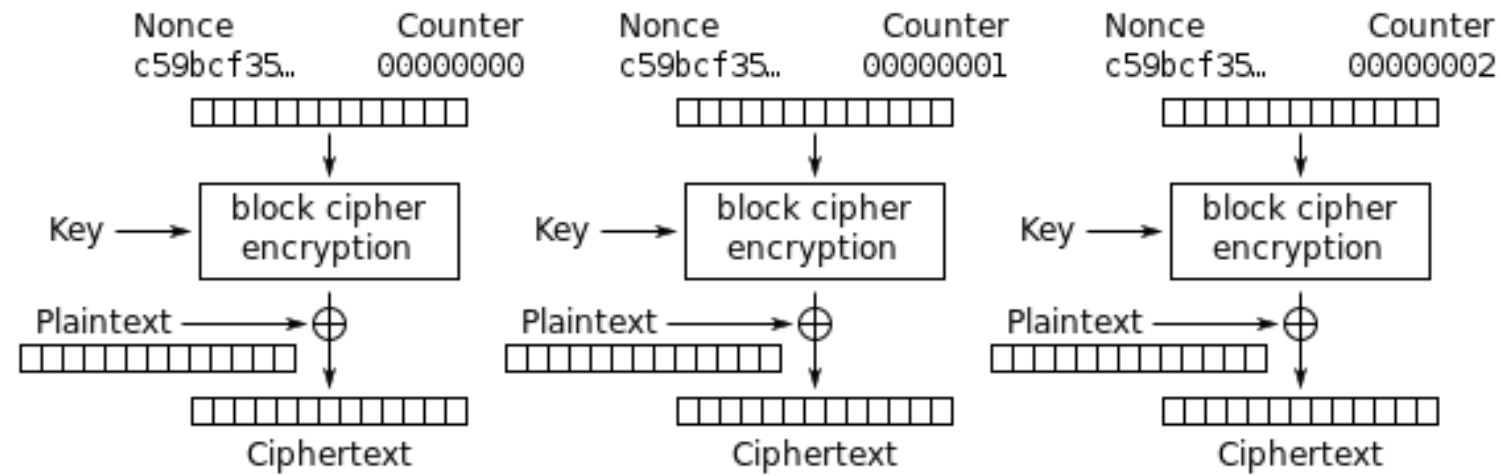 Nonce Counter Nonce Counter Nonce Counter
c59bcf35… 00000000 c59bcf35… 00000001 c59bcf35… 00000002
block cipher block cipher block cipher
Key encryption Key encryption Key encryption
Plaintext Plaintext Plaintext
Ciphertext Ciphertext Ciphertext